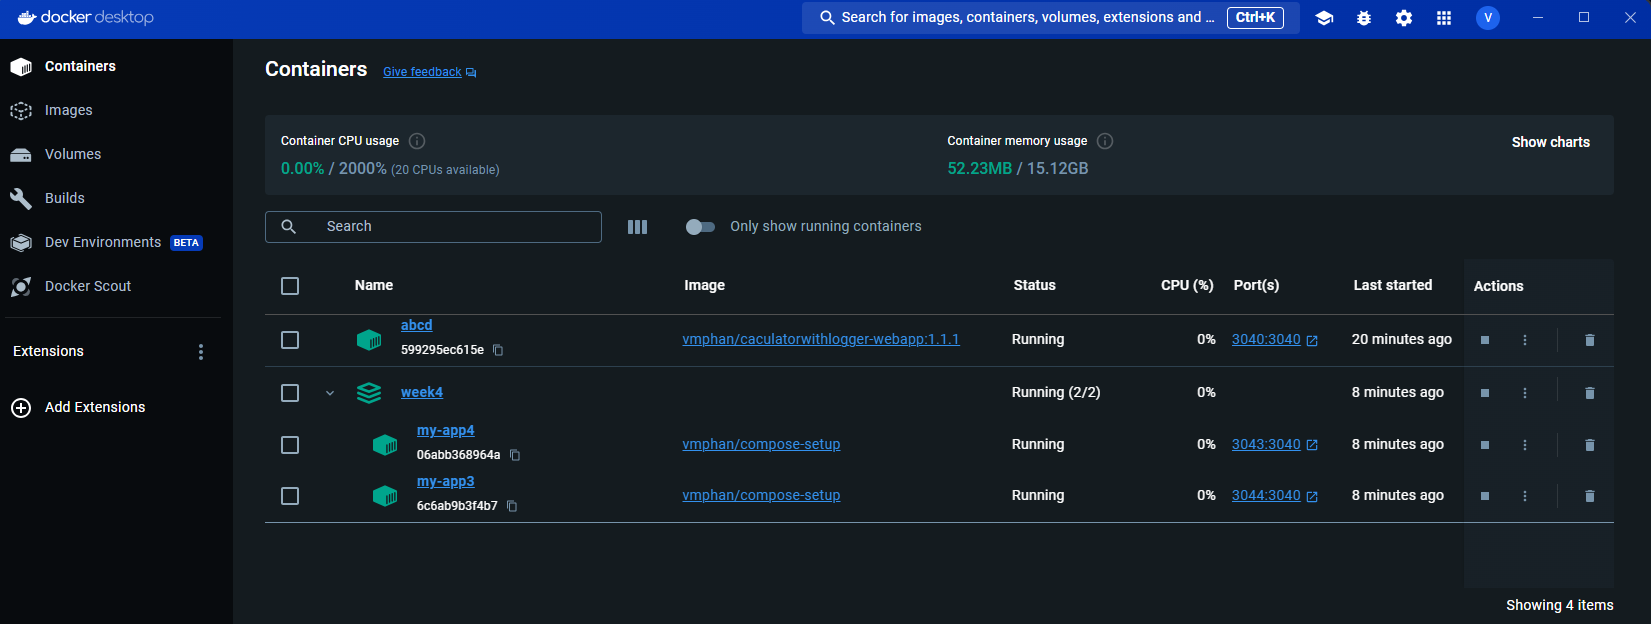 docker desktop
Search for images, containers, volumes, extensions and ... Ctrl+K
V
Containers
Images
Volumes
Builds
Dev Environments BETA
Docker Scout
Extensions
Add Extensions
Containers Give feedback
Container CPU usage
0.00% / 2000% (20 CPUs available)
Container memory usage
52.23MB / 15.12GB
Show charts
Search
Only show running containers
Name Image Status CPU (%) Port(s) Last started Actions
abcd
599295ec615e
vmphan/caculatorwithlogger-webapp:1.1.1 Running 0% 3040:3040 20 minutes ago
week4 Running (2/2) 0% 8 minutes ago
my-app4
06abb368964a
vmphan/compose-setup Running 0% 3043:3040 8 minutes ago
my-app3
6c6ab9b3f4b7
vmphan/compose-setup Running 0% 3044:3040 8 minutes ago
Showing 4 items